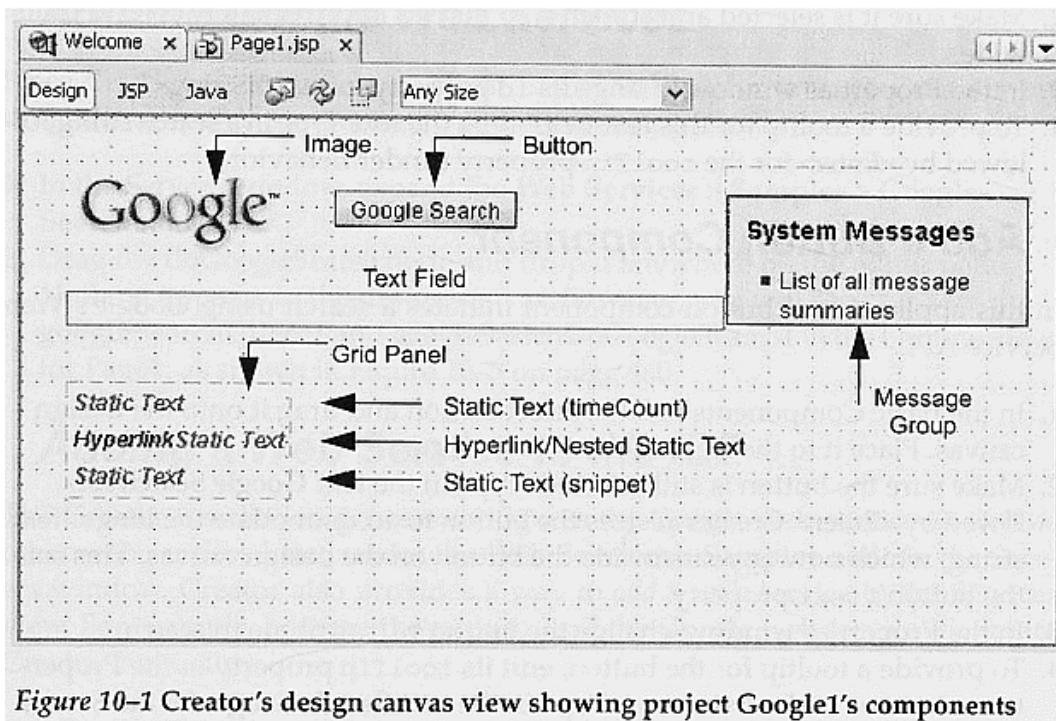 Welcome x Page1.jsp x
Design JSP Java Any Size
Image Button
Google™
Google Search
System Messages
List of all message
summaries
Text Field
Grid Panel
Message
Group
Static Text Static Text (timeCount)
HyperlinkStatic Text Hyperlink/Nested Static Text
Static Text Static Text (snippet)
Figure 10–1 Creator's design canvas view showing project Google1's components